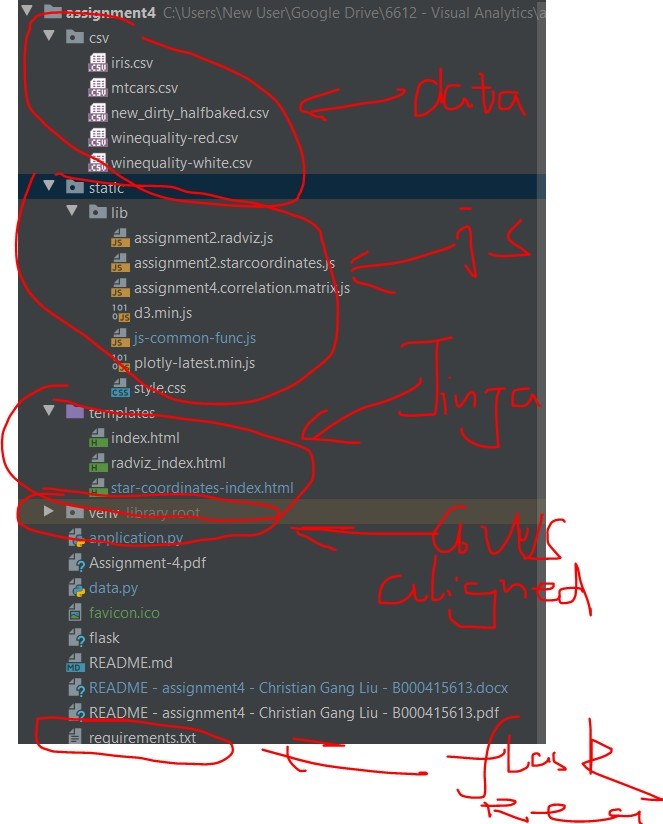 assignment4 C:\Users\New User\Google Drive\6612 - Visual Analytics\a
csv
iris.csv
mtcars.csv
new_dirty_halfbaked.csv
data
winequality-red.csv
winequality-white.csv
static
lib
assignment2.radviz.js
js
assignment2.starcoordinates.js
assignment4.correlation.matrix.js
d3.min.js
js-common-func.js
plotly-latest.min.js
style.css
Jinja
templates
index.html
radviz_index.html
star-coordinates-index.html
venv library root
application.py
aligned
Assignment-4.pdf
data.py
favicon.ico
flask
README.md
README - assignment4 - Christian Gang Liu - B000415613.docx
README - assignment4 - Christian Gang Liu - B000415613.pdf
requirements.txt
flask